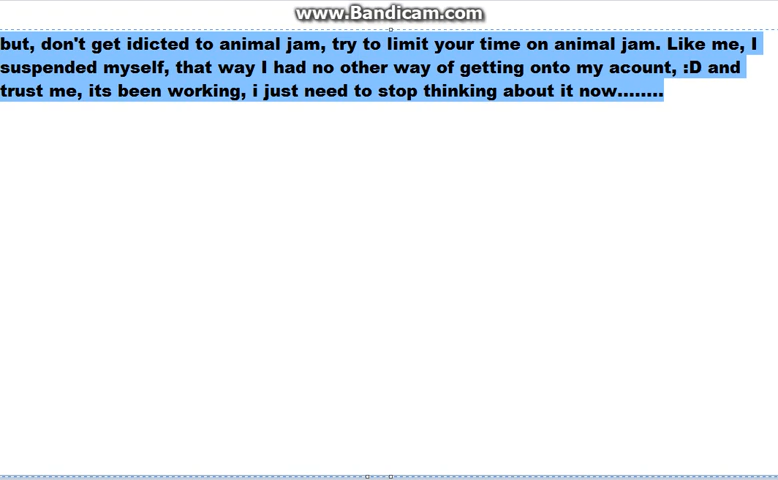 www.Bandicam.com
but, don't get idicted to animal jam, try to limit your time on animal jam. Like me, I
suspended myself, that way I had no other way of getting onto my acount, :D and
trust me, its been working, i just need to stop thinking about it now........